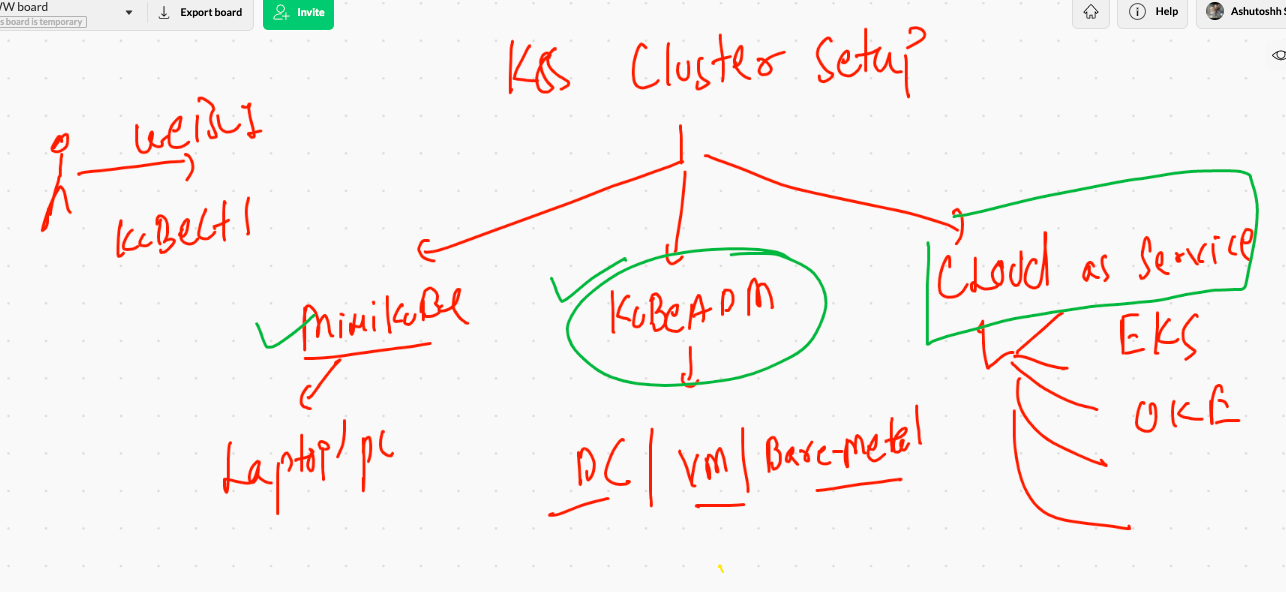 W board
Export board
Invite
s board is temporary
Help
Ashutoshh S
K8s Cluster Setup
WeBUI
KuBeCtl
MiniKuBe
KuBeADM
Cloud as Service
EKS
OKE
Laptop/pc
DC | VM | Bare-metal